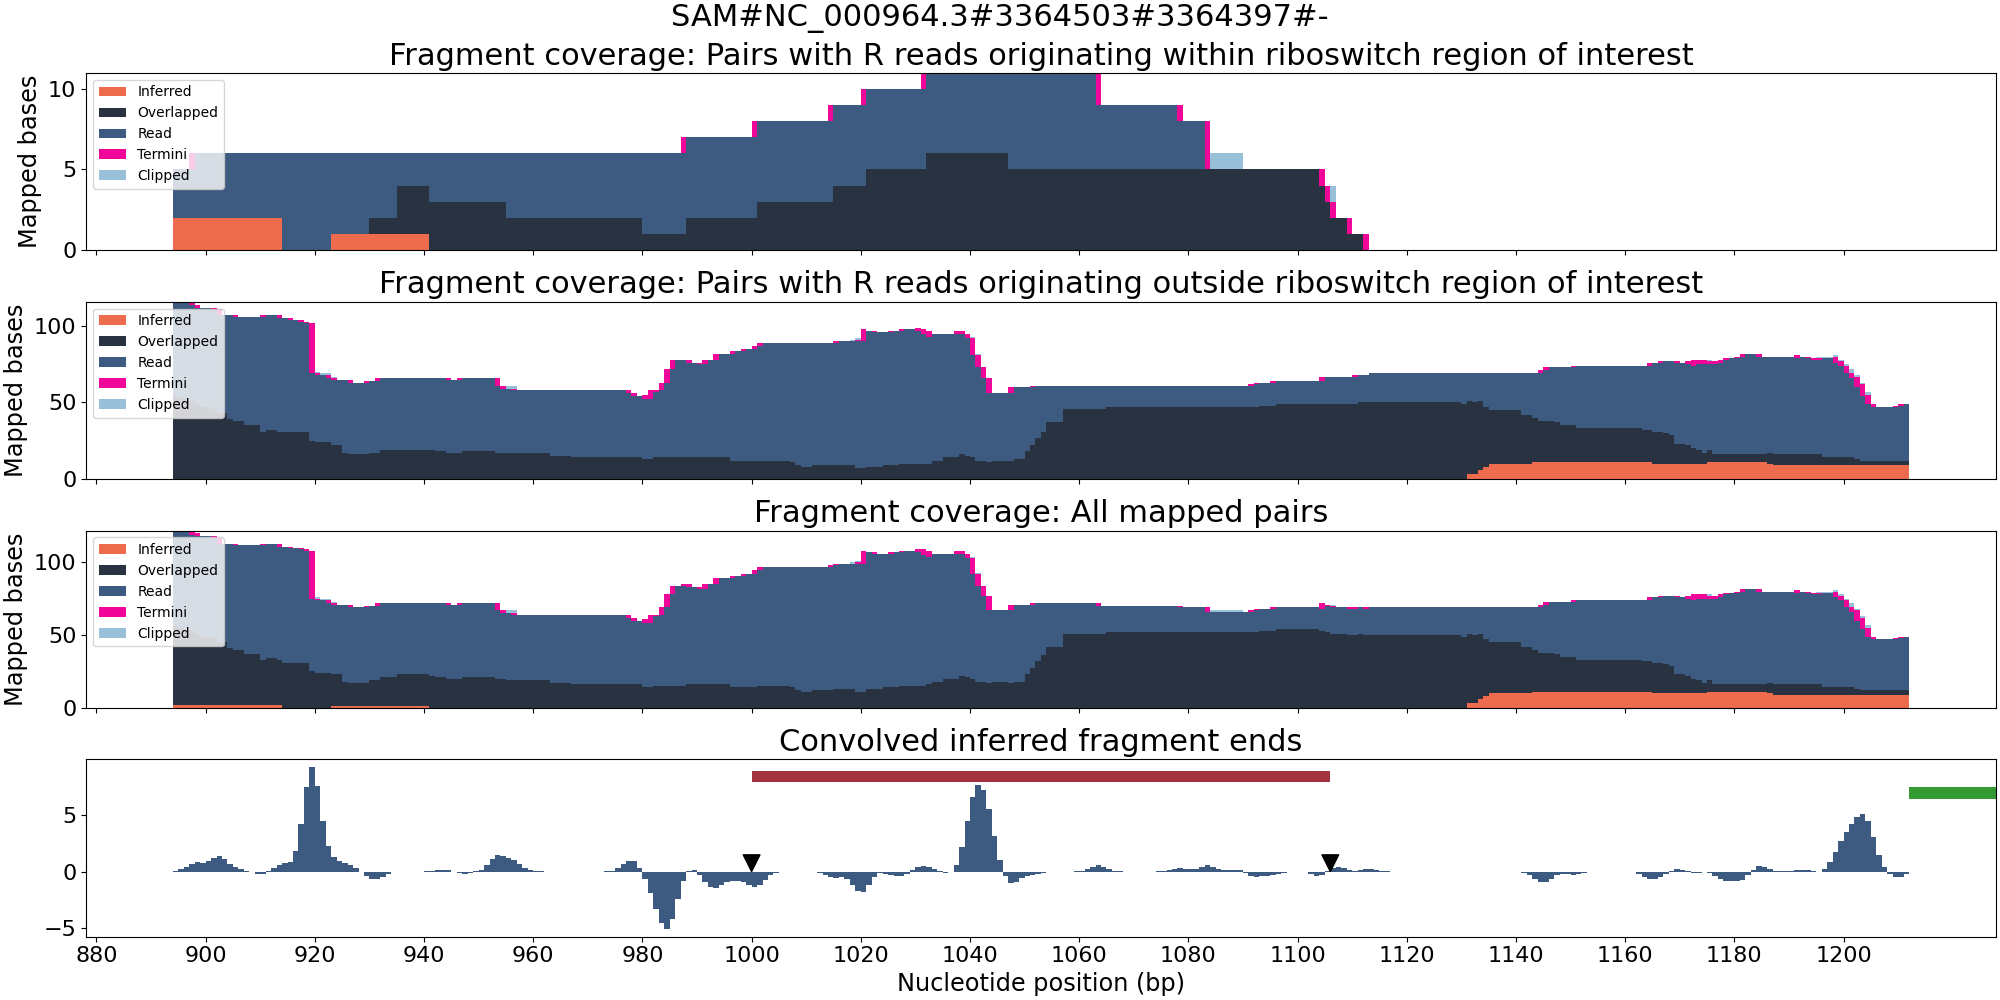 SAM#NC_000964.3#3364503#3364397#-
Fragment coverage: Pairs with R reads originating within riboswitch region of interest
Mapped bases
10
5
0
Inferred
Overlapped
Read
Termini
Clipped
Fragment coverage: Pairs with R reads originating outside riboswitch region of interest
Mapped bases
100
50
0
Inferred
Overlapped
Read
Termini
Clipped
Fragment coverage: All mapped pairs
Mapped bases
100
50
0
Inferred
Overlapped
Read
Termini
Clipped
Convolved inferred fragment ends
5
0
−5
880 900 920 940 960 980 1000 1020 1040 1060 1080 1100 1120 1140 1160 1180 1200
Nucleotide position (bp)